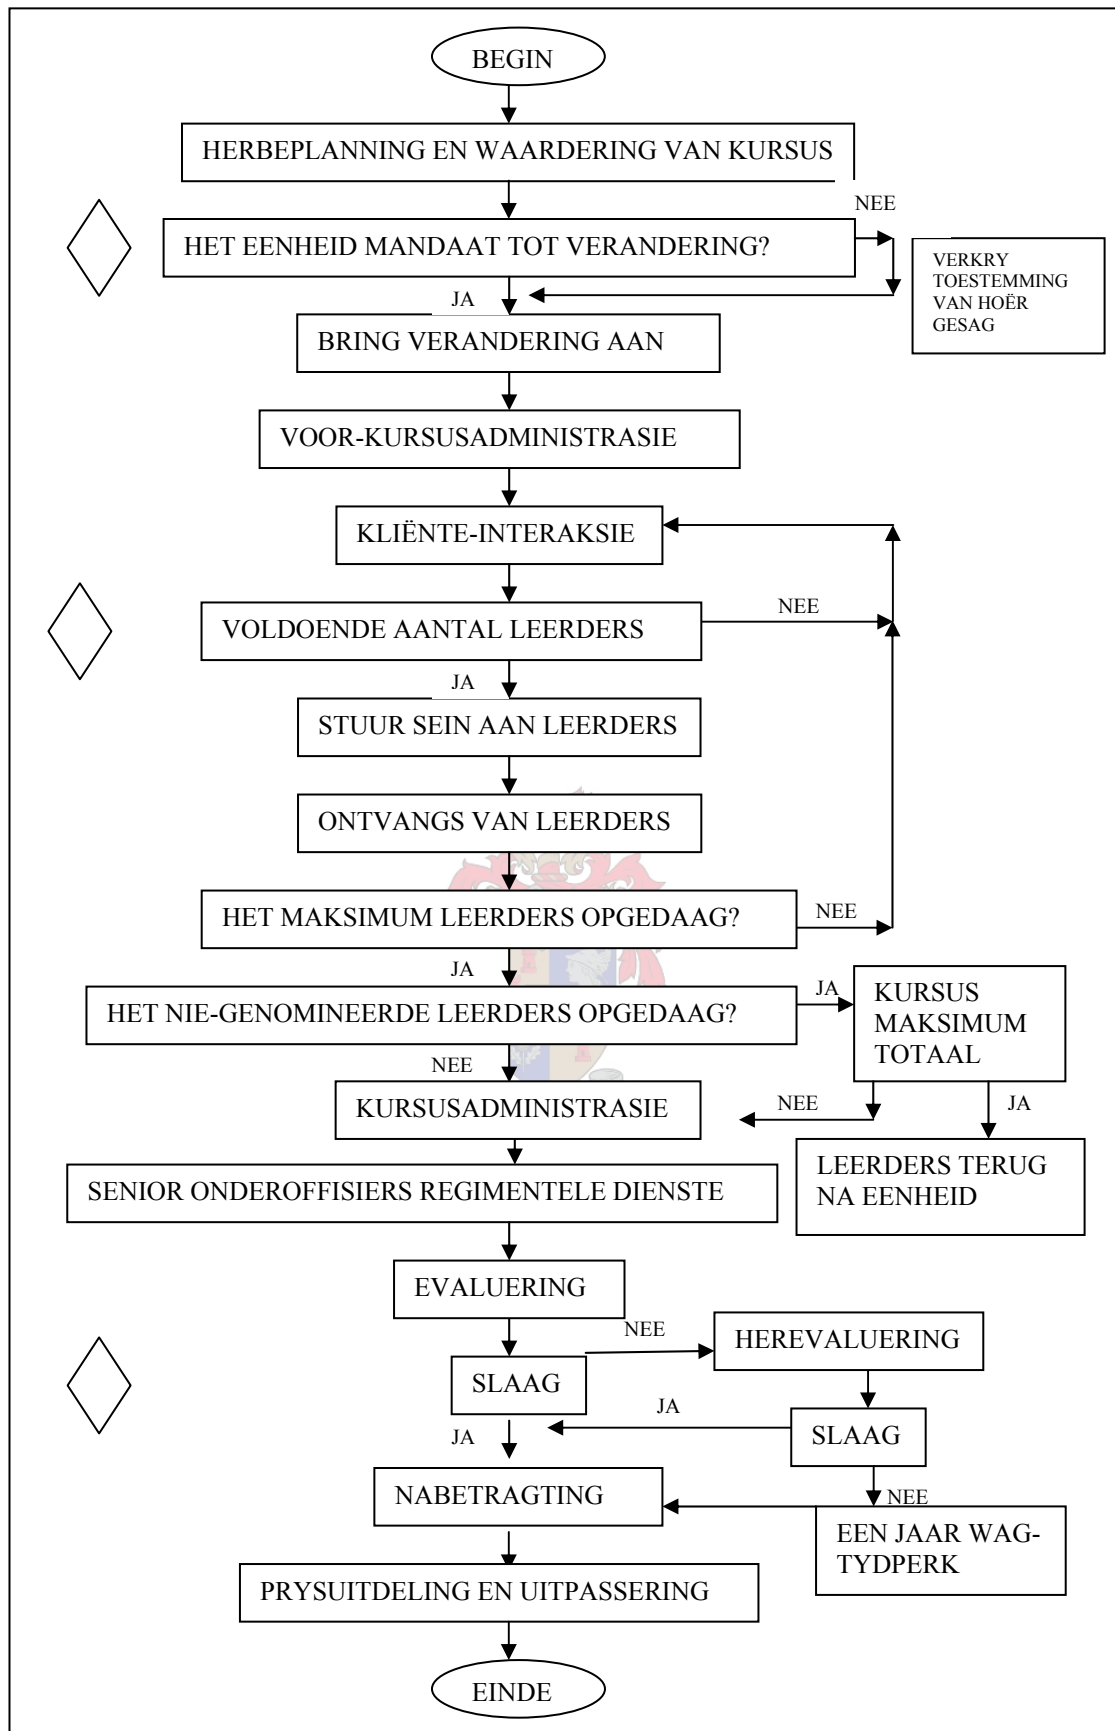 BEGIN
HERBEPLANNING EN WAARDERING VAN KURSUS
NEE
HET EENHEID MANDAAT TOT VERANDERING?
VERKRY
TOESTEMMING
VAN HOËR
GESAG
JA
BRING VERANDERING AAN
VOOR-KURSUSADMINISTRASIE
KLIËNTE-INTERAKSIE
NEE
VOLDOENDE AANTAL LEERDERS
JA
STUUR SEIN AAN LEERDERS
ONTVANGS VAN LEERDERS
HET MAKSIMUM LEERDERS OPGEDAAG?
NEE
JA
HET NIE-GENOMINEERDE LEERDERS OPGEDAAG?
JA
KURSUS
MAKSIMUM
TOTAAL
NEE
KURSUSADMINISTRASIE
NEE
JA
LEERDERS TERUG
NA EENHEID
SENIOR ONDEROFFISIERS REGIMENTELE DIENSTE
EVALUERING
NEE
HEREVALUERING
SLAAG
JA
SLAAG
JA
NABETRAGTING
NEE
EEN JAAR WAG-
TYDPERK
PRYSUITDELING EN UITPASSERING
EINDE